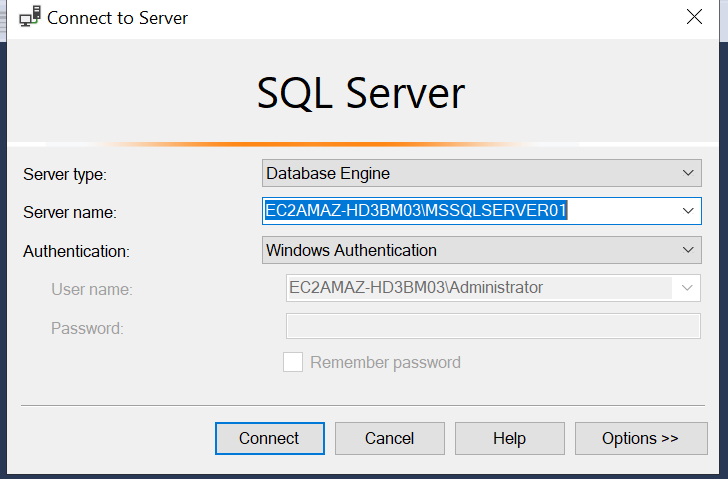 Connect to Server
SQL Server
Server type: Database Engine
Server name: EC2AMAZ-HD3BM03\MSSQLSERVER01
Authentication: Windows Authentication
User name: EC2AMAZ-HD3BM03\Administrator
Password:
Remember password
Connect Cancel Help Options >>